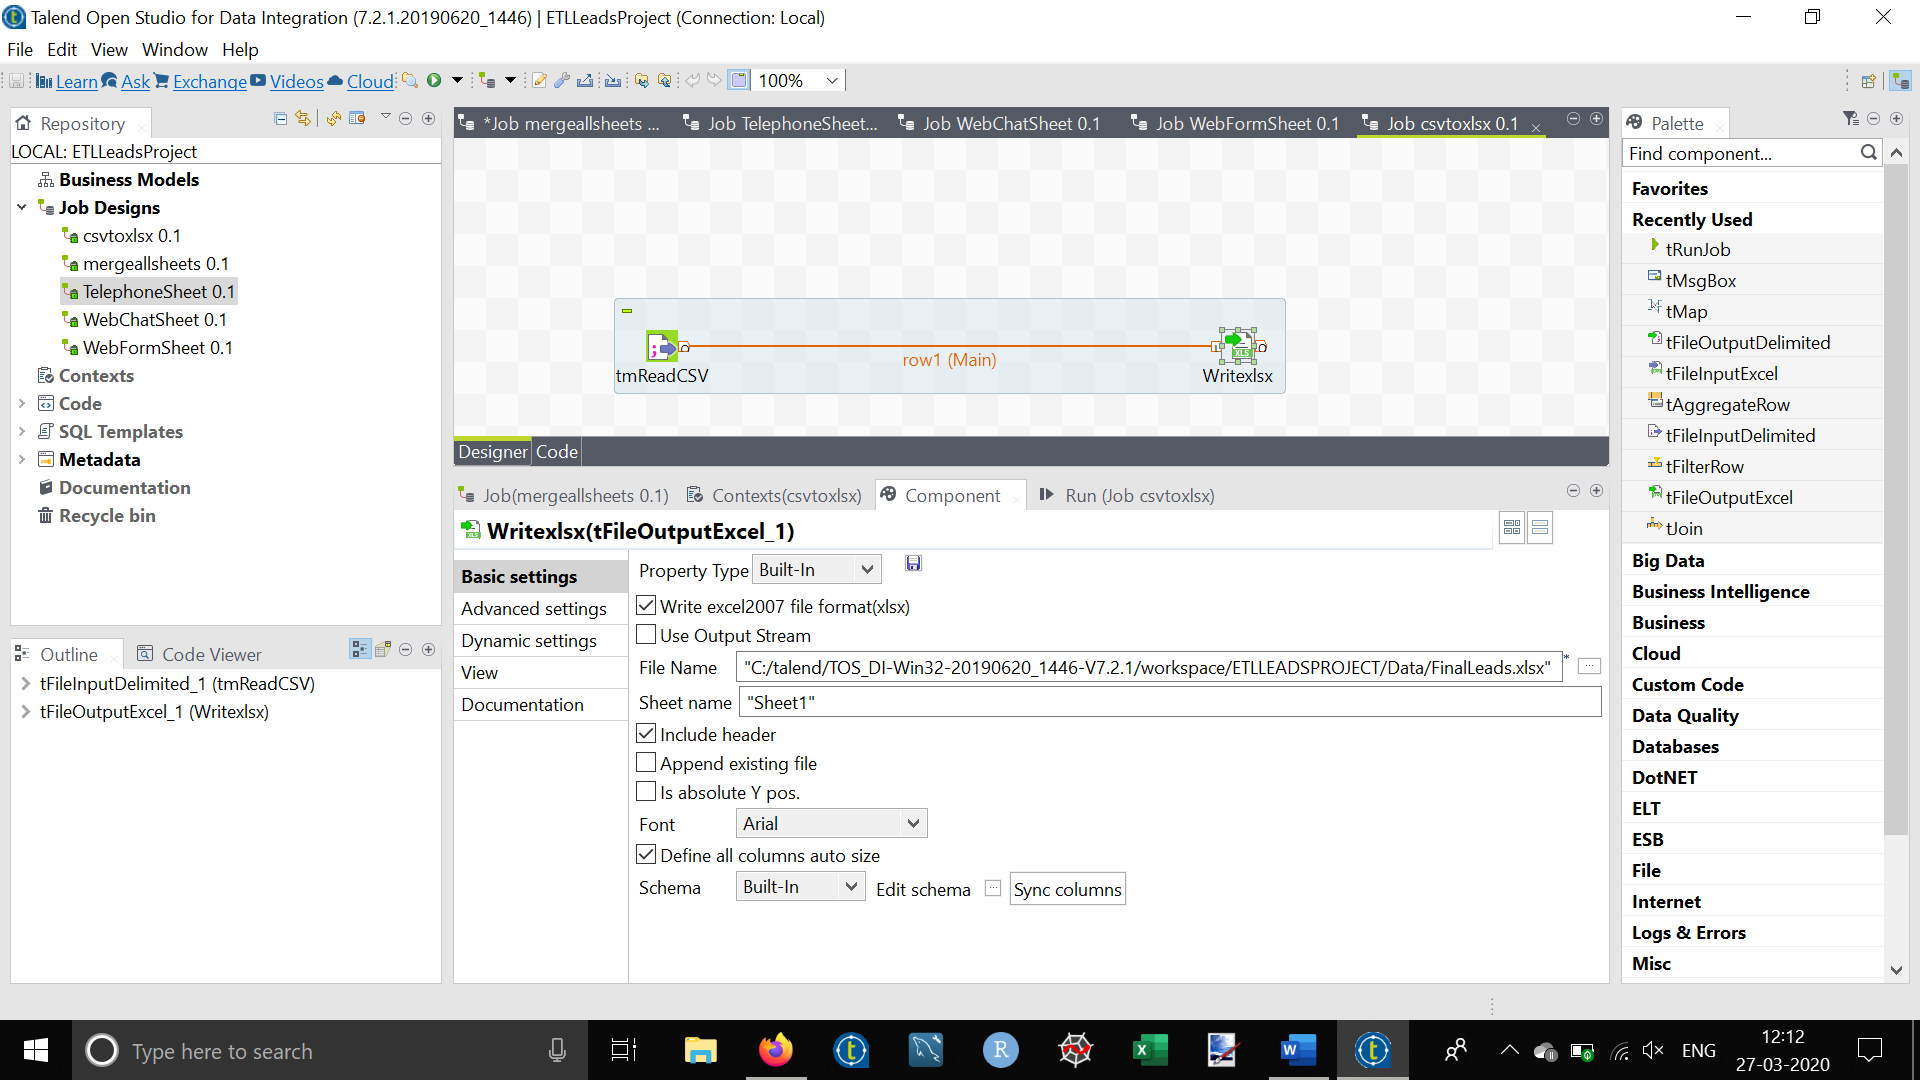 Talend Open Studio for Data Integration (7.2.1.20190620_1446) | ETLLeadsProject (Connection: Local)
File Edit View Window Help
Learn Ask Exchange Videos Cloud 100%
Repository
LOCAL: ETLLeadsProject
Business Models
Job Designs
csvtoxlsx 0.1
mergeallsheets 0.1
TelephoneSheet 0.1
WebChatSheet 0.1
WebFormSheet 0.1
Contexts
Code
SQL Templates
Metadata
Documentation
Recycle bin
Outline Code Viewer
tFileInputDelimited_1 (tmReadCSV)
tFileOutputExcel_1 (Writexlsx)
*Job mergeallsheets ... Job TelephoneSheet... Job WebChatSheet 0.1 Job WebFormSheet 0.1 Job csvtoxlsx 0.1
row1 (Main)
tmReadCSV Writexlsx
Designer Code
Job(mergeallsheets 0.1) Contexts(csvtoxlsx) Component Run (Job csvtoxlsx)
Writexlsx(tFileOutputExcel_1)
Basic settings
Advanced settings
Dynamic settings
View
Documentation
Property Type Built-In
Write excel2007 file format(xlsx)
Use Output Stream
File Name "C:/talend/TOS_DI-Win32-20190620_1446-V7.2.1/workspace/ETLLEADSPROJECT/Data/FinalLeads.xlsx" *
Sheet name "Sheet1"
Include header
Append existing file
Is absolute Y pos.
Font Arial
Define all columns auto size
Schema Built-In Edit schema Sync columns
Palette
Find component...
Favorites
Recently Used
tRunJob
tMsgBox
tMap
tFileOutputDelimited
tFileInputExcel
tAggregateRow
tFileInputDelimited
tFilterRow
tFileOutputExcel
tJoin
Big Data
Business Intelligence
Business
Cloud
Custom Code
Data Quality
Databases
DotNET
ELT
ESB
File
Internet
Logs & Errors
Misc
Type here to search
ENG
12:12
27-03-2020